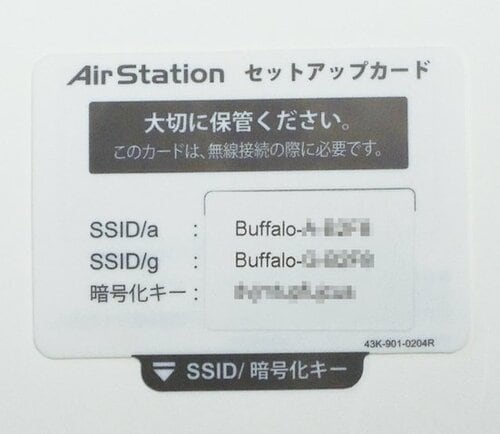 AirStation セットアップカード
大切に保管ください。
このカードは、無線接続の際に必要です。
SSID/a : Buffalo-
SSID/g : Buffalo-
暗号化キー :
43K-901-0204R
SSID/ 暗号化キー